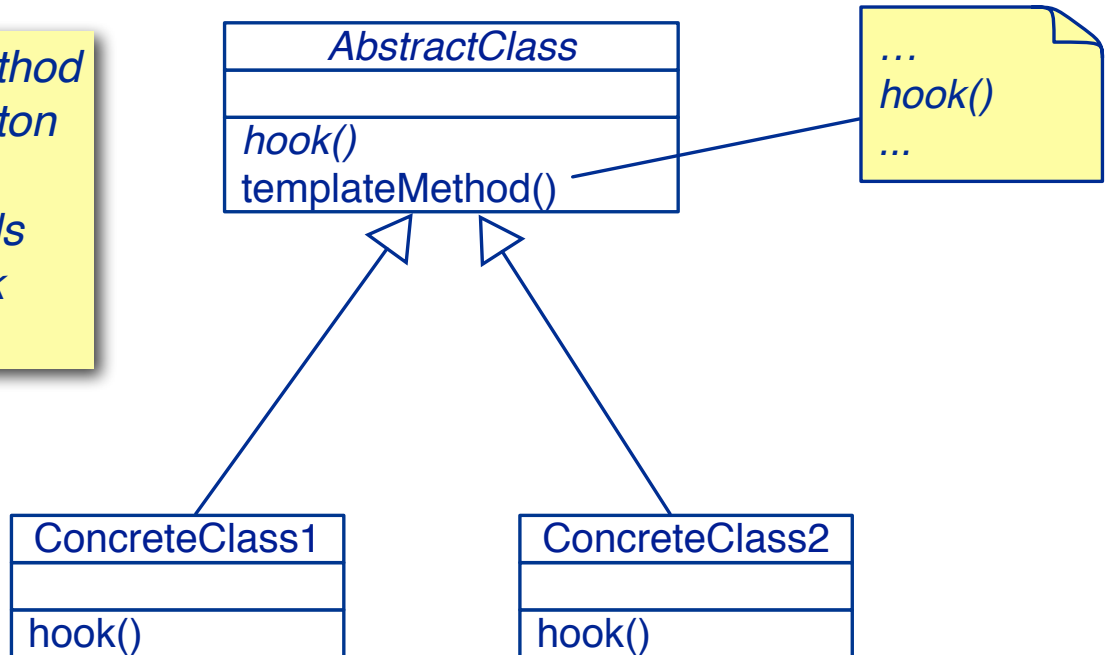 thod
ton
ls
AbstractClass
hook()
templateMethod()
…
hook()
...
ConcreteClass1
hook()
ConcreteClass2
hook()